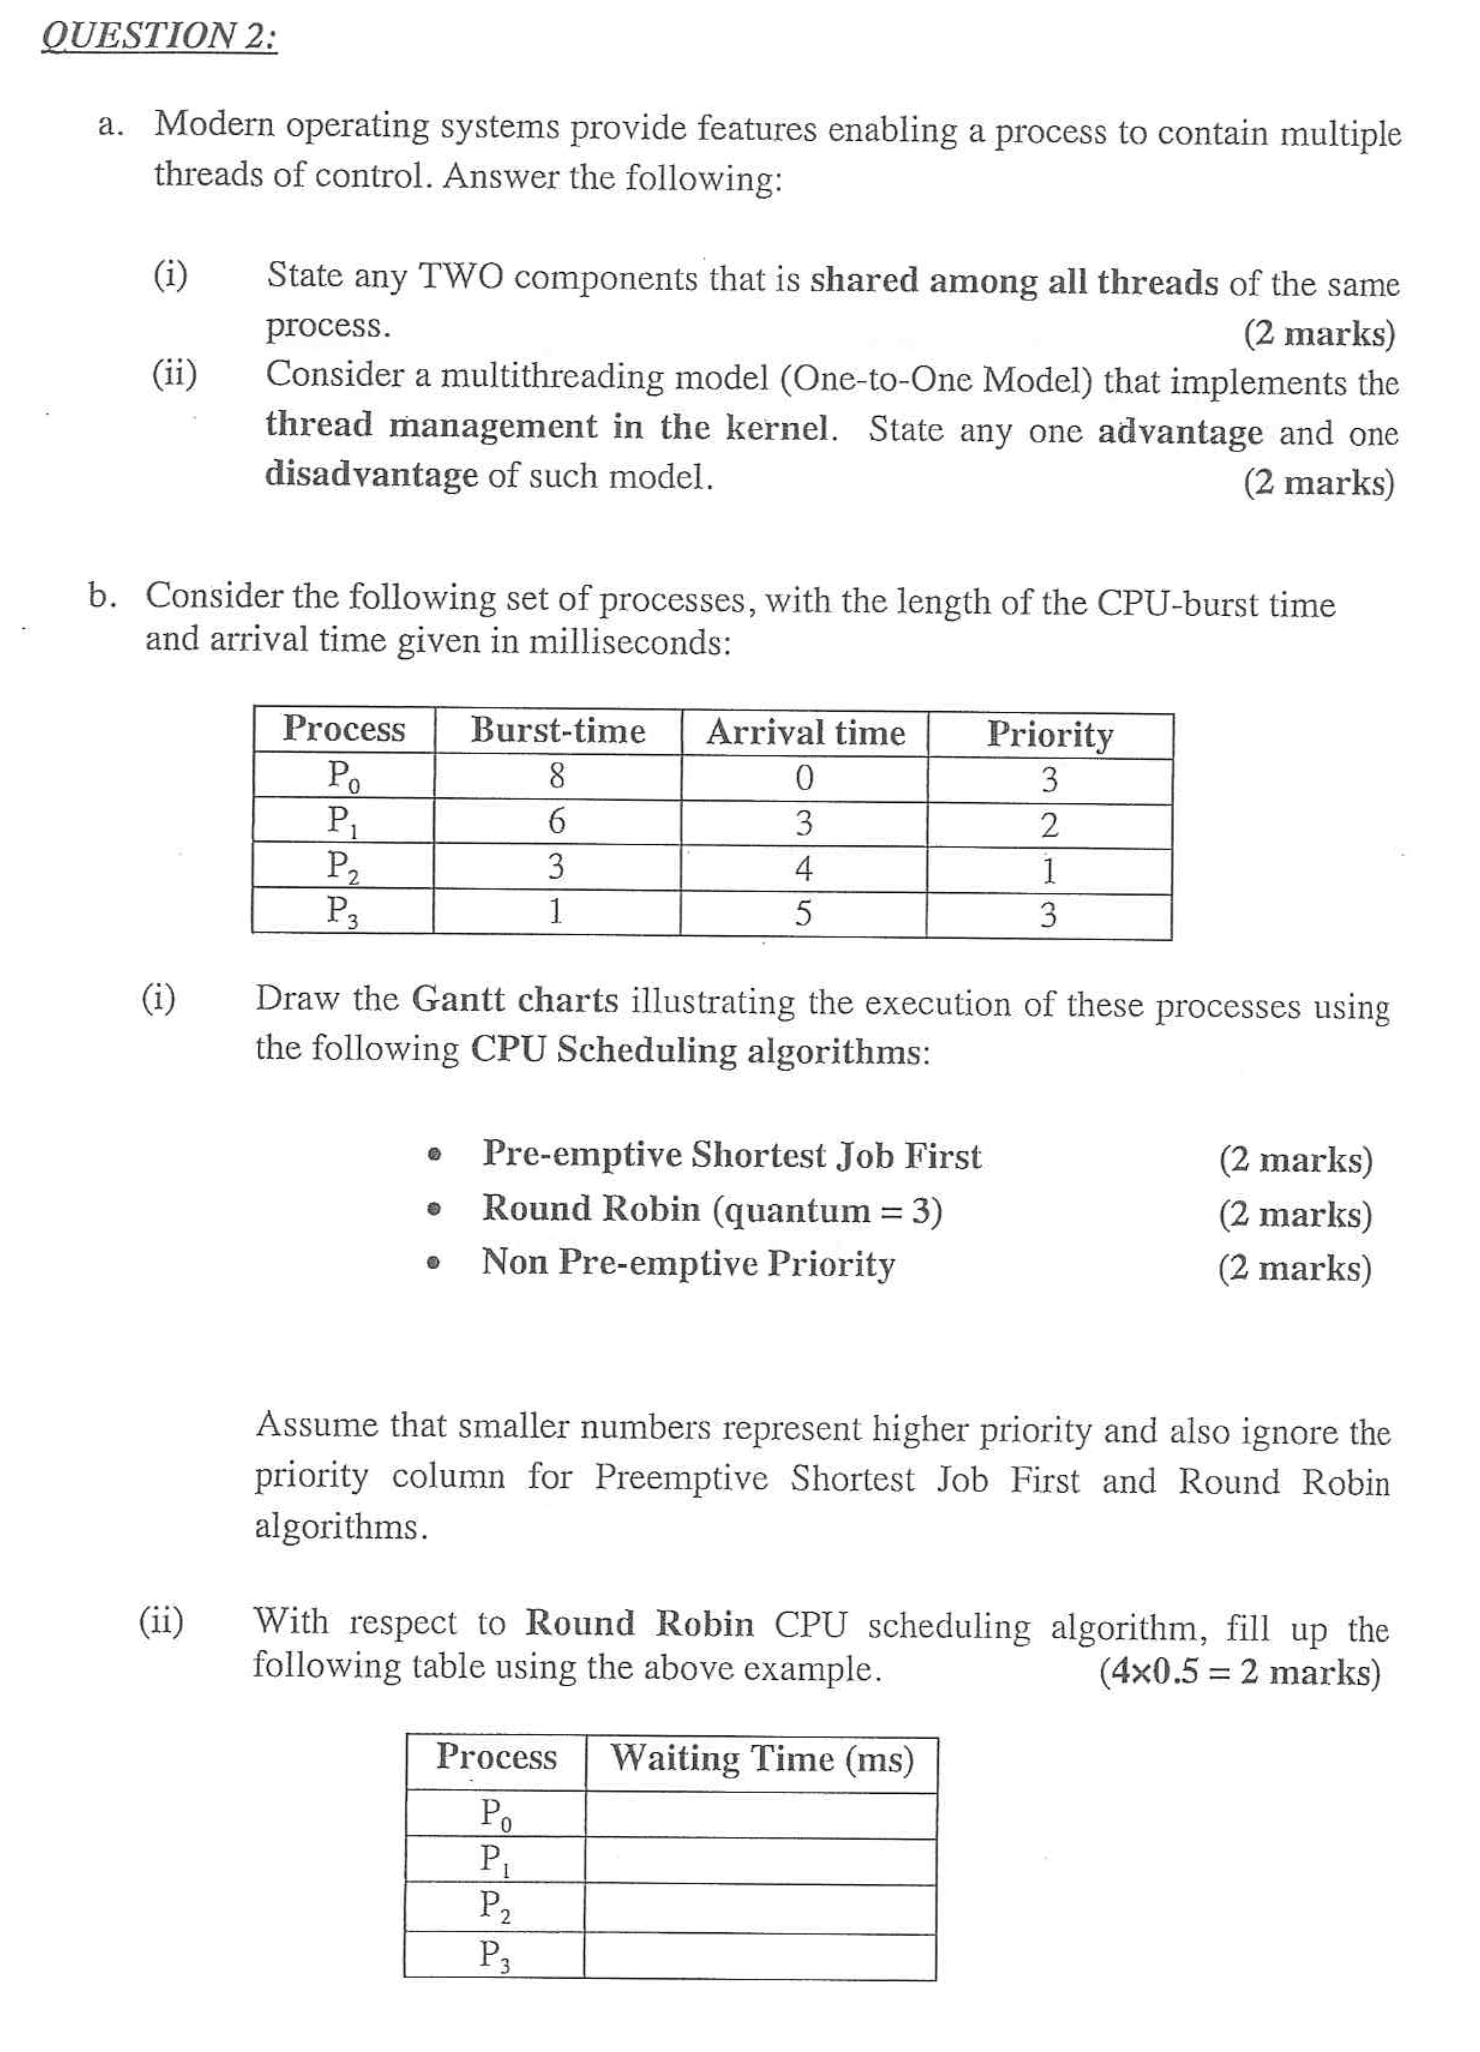 QUESTION 2:
a. Modern operating systems provide features enabling a process to contain multiple
threads of control. Answer the following:
(i) State any TWO components that is shared among all threads of the same
process. (2 marks)
(ii) Consider a multithreading model (One-to-One Model) that implements the
thread management in the kernel. State any one advantage and one
disadvantage of such model. (2 marks)
b. Consider the following set of processes, with the length of the CPU-burst time
and arrival time given in milliseconds:
Process Burst-time Arrival time Priority
P0 8 0 3
P1 6 3 2
P2 3 4 1
P3 1 5 3
(i) Draw the Gantt charts illustrating the execution of these processes using
the following CPU Scheduling algorithms:
• Pre-emptive Shortest Job First (2 marks)
• Round Robin (quantum = 3) (2 marks)
• Non Pre-emptive Priority (2 marks)
Assume that smaller numbers represent higher priority and also ignore the
priority column for Preemptive Shortest Job First and Round Robin
algorithms.
(ii) With respect to Round Robin CPU scheduling algorithm, fill up the
following table using the above example. (4×0.5 = 2 marks)
Process Waiting Time (ms)
P0
P1
P2
P3